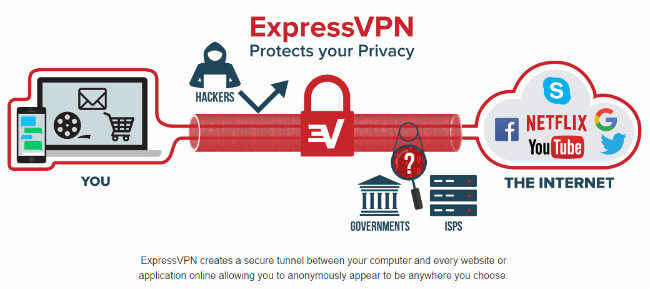 ExpressVPN
Protects your Privacy
HACKERS
EV
NETFLIX
YouTube
?
YOU
THE INTERNET
GOVERNMENTS
ISPS
ExpressVPN creates a secure tunnel between your computer and every website or
application online allowing you to anonymously appear to be anywhere you choose.